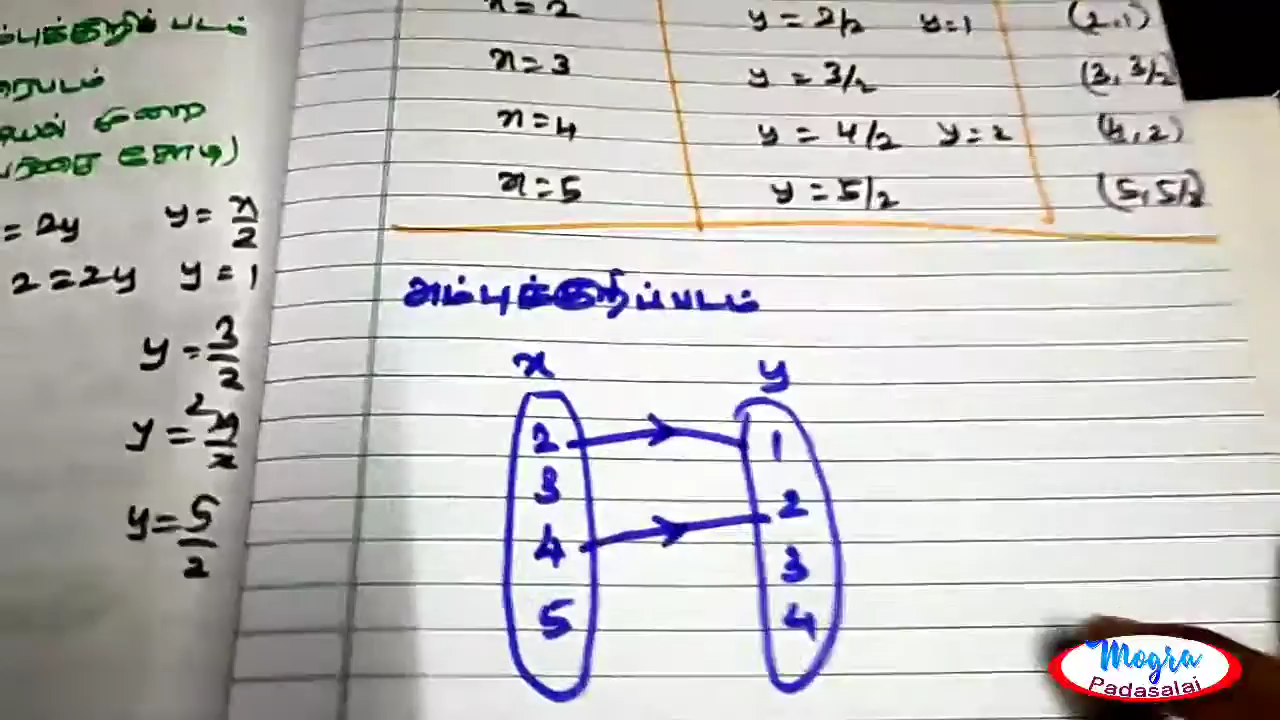 x=2 y = 2/2 y=1 (2,1)
x=3 y = 3/2 (3, 3/2
x=4 y = 4/2 y=2 (4,2)
x=5 y = 5/2 (5,5/2
படம்
= 2y y = x/2
2=2y y = 1
y = 3/2
y = 5/2
அம்புக்குறிப்படம்
x y
2 1
3 2
4 3
5 4
Mogra
Padasalai